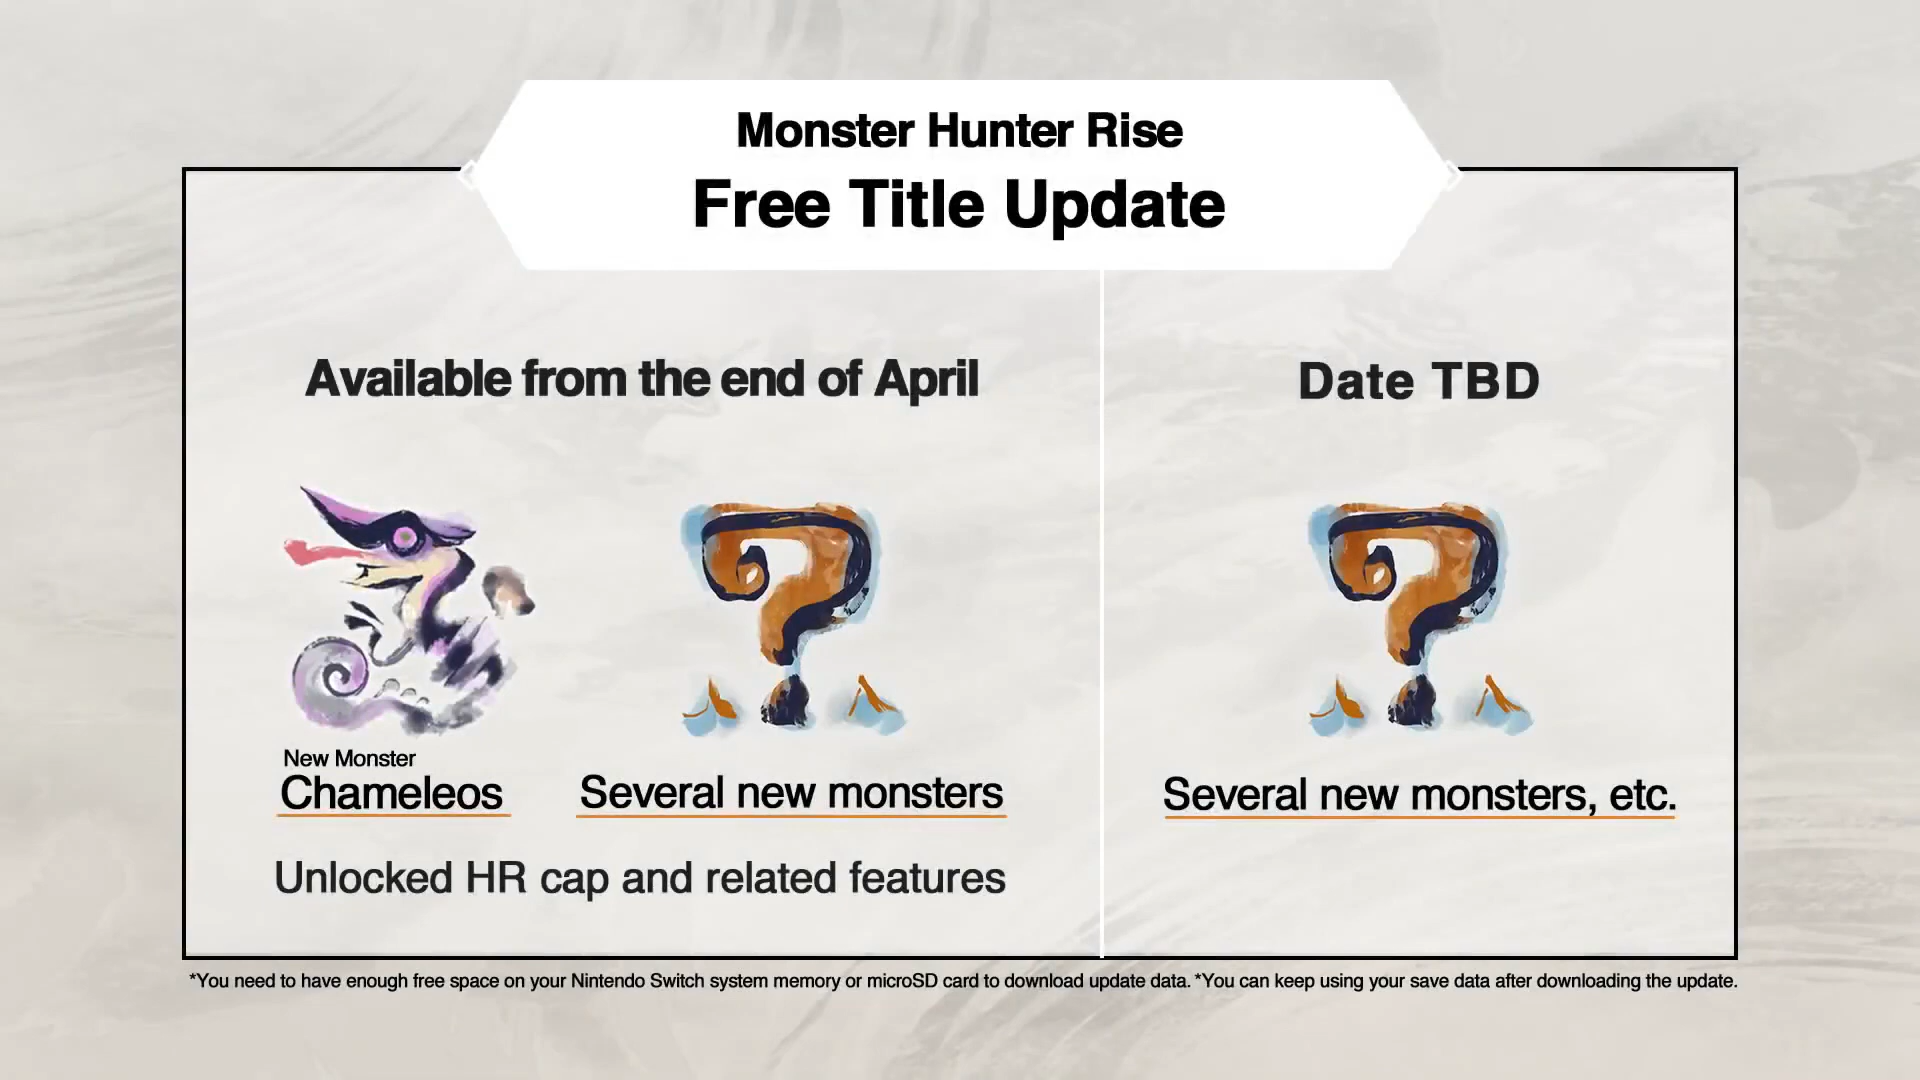 Monster Hunter Rise
Free Title Update
Available from the end of April
New Monster
Chameleos
Several new monsters
Unlocked HR cap and related features
Date TBD
Several new monsters, etc.
*You need to have enough free space on your Nintendo Switch system memory or microSD card to download update data. *You can keep using your save data after downloading the update.